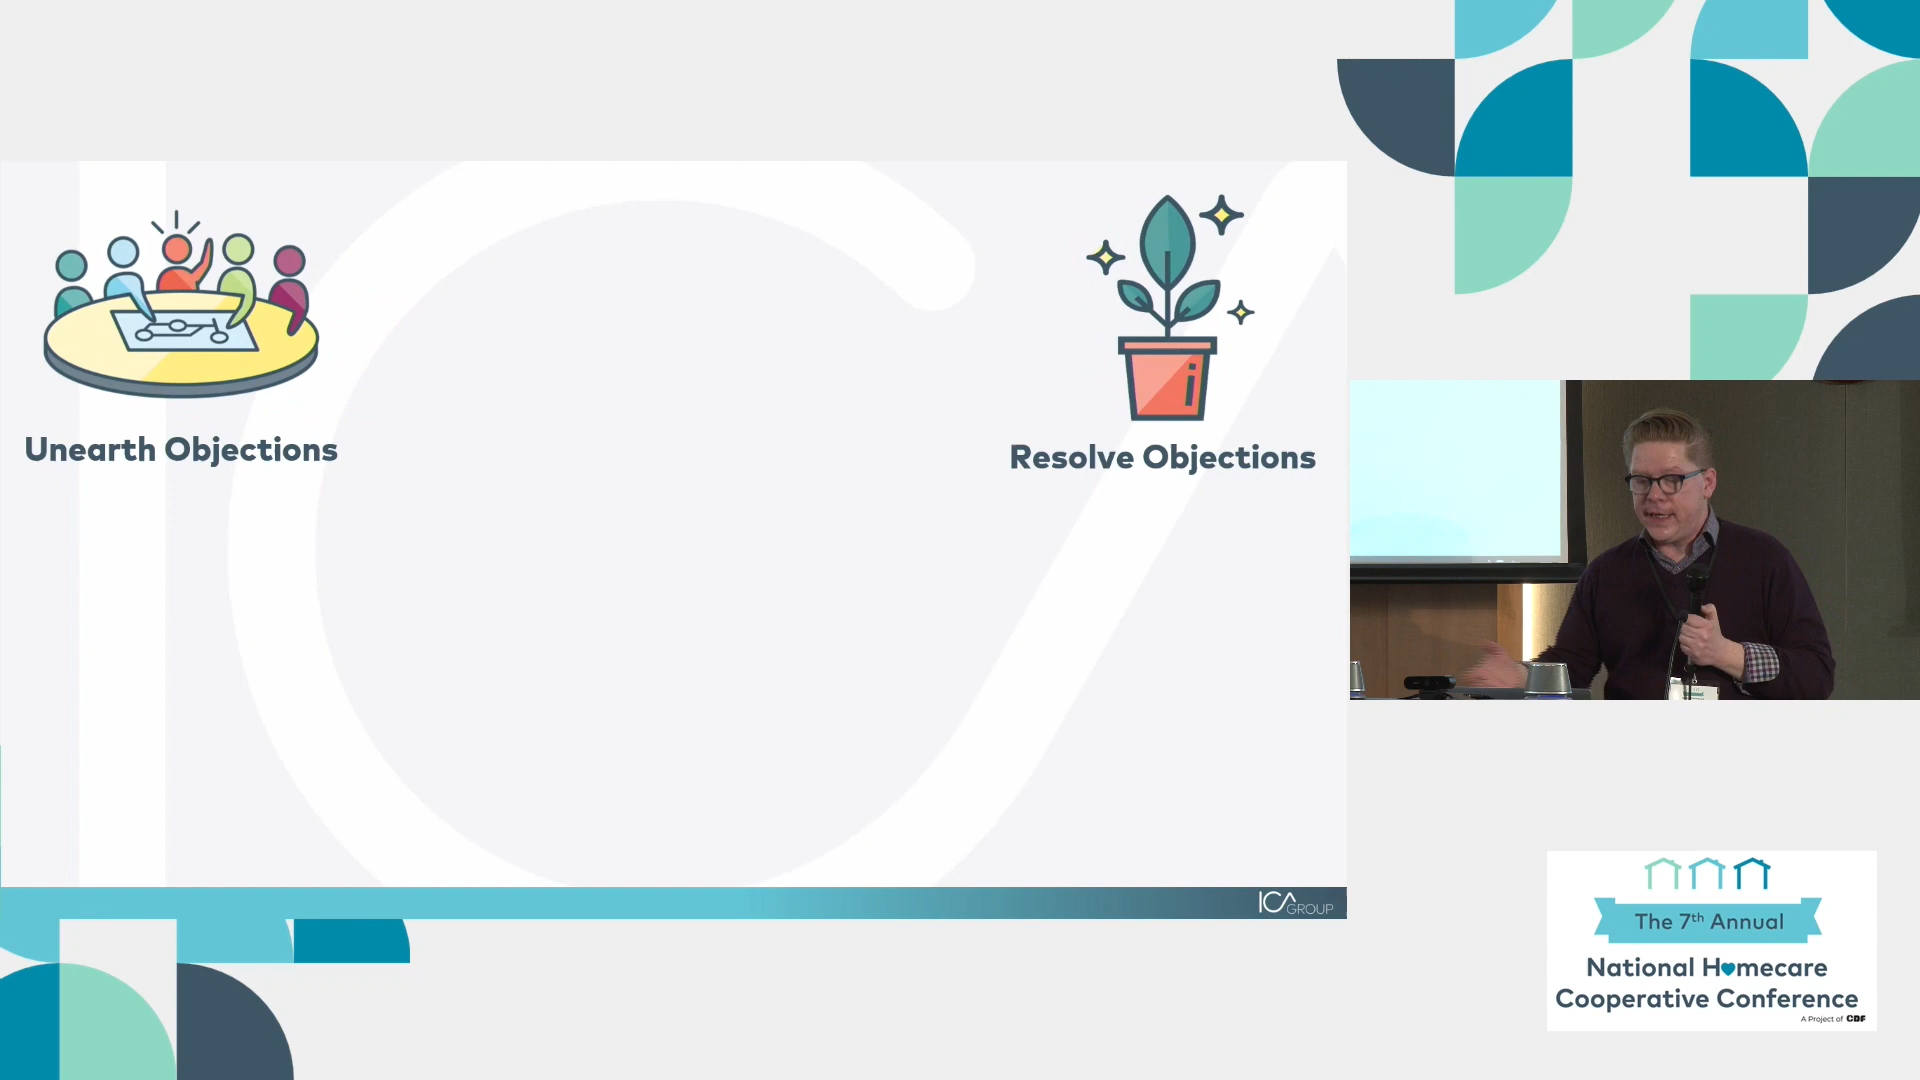 Unearth Objections
Resolve Objections
ICA GROUP
The 7th Annual
National Homecare
Cooperative Conference
A Project of CDF